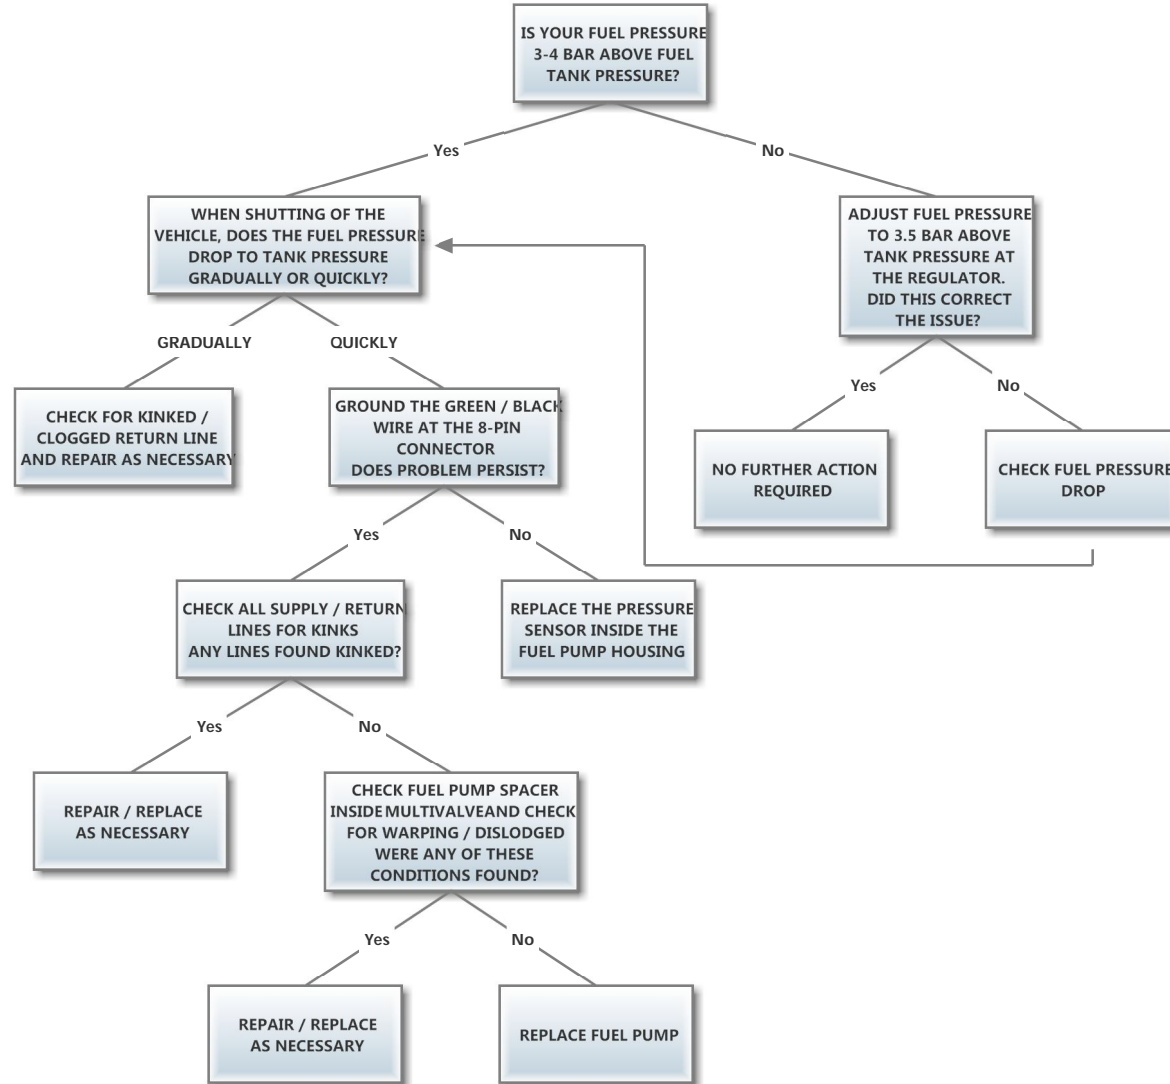 IS YOUR FUEL PRESSURE
3-4 BAR ABOVE FUEL
TANK PRESSURE?
Yes
No
WHEN SHUTTING OF THE
VEHICLE, DOES THE FUEL PRESSURE
DROP TO TANK PRESSURE
GRADUALLY OR QUICKLY?
ADJUST FUEL PRESSURE
TO 3.5 BAR ABOVE
TANK PRESSURE AT
THE REGULATOR.
DID THIS CORRECT
THE ISSUE?
GRADUALLY
QUICKLY
Yes
No
CHECK FOR KINKED /
CLOGGED RETURN LINE
AND REPAIR AS NECESSARY
GROUND THE GREEN / BLACK
WIRE AT THE 8-PIN
CONNECTOR
DOES PROBLEM PERSIST?
NO FURTHER ACTION
REQUIRED
CHECK FUEL PRESSURE
DROP
Yes
No
CHECK ALL SUPPLY / RETURN
LINES FOR KINKS
ANY LINES FOUND KINKED?
REPLACE THE PRESSURE
SENSOR INSIDE THE
FUEL PUMP HOUSING
Yes
No
REPAIR / REPLACE
AS NECESSARY
CHECK FUEL PUMP SPACER
INSIDE MULTIVALVEAND CHECK
FOR WARPING / DISLODGED
WERE ANY OF THESE
CONDITIONS FOUND?
Yes
No
REPAIR / REPLACE
AS NECESSARY
REPLACE FUEL PUMP